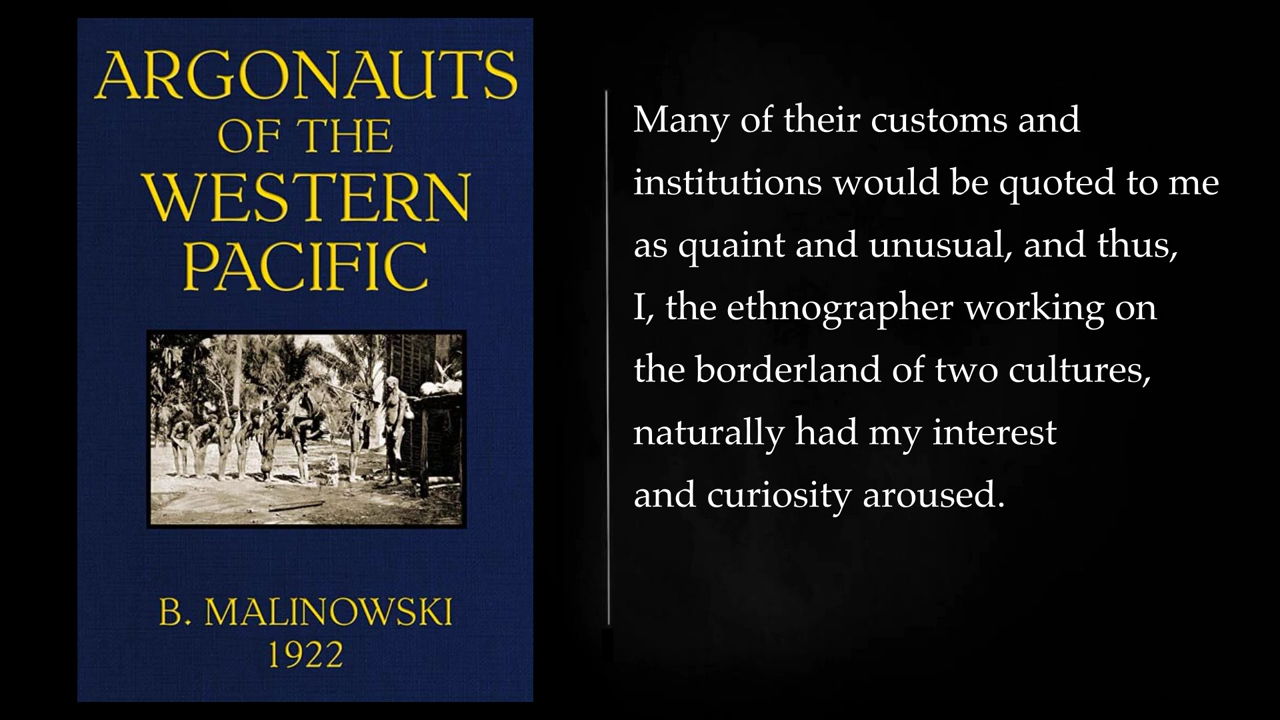 ARGONAUTS
OF THE
WESTERN
PACIFIC
B. MALINOWSKI
1922
Many of their customs and
institutions would be quoted to me
as quaint and unusual, and thus,
I, the ethnographer working on
the borderland of two cultures,
naturally had my interest
and curiosity aroused.